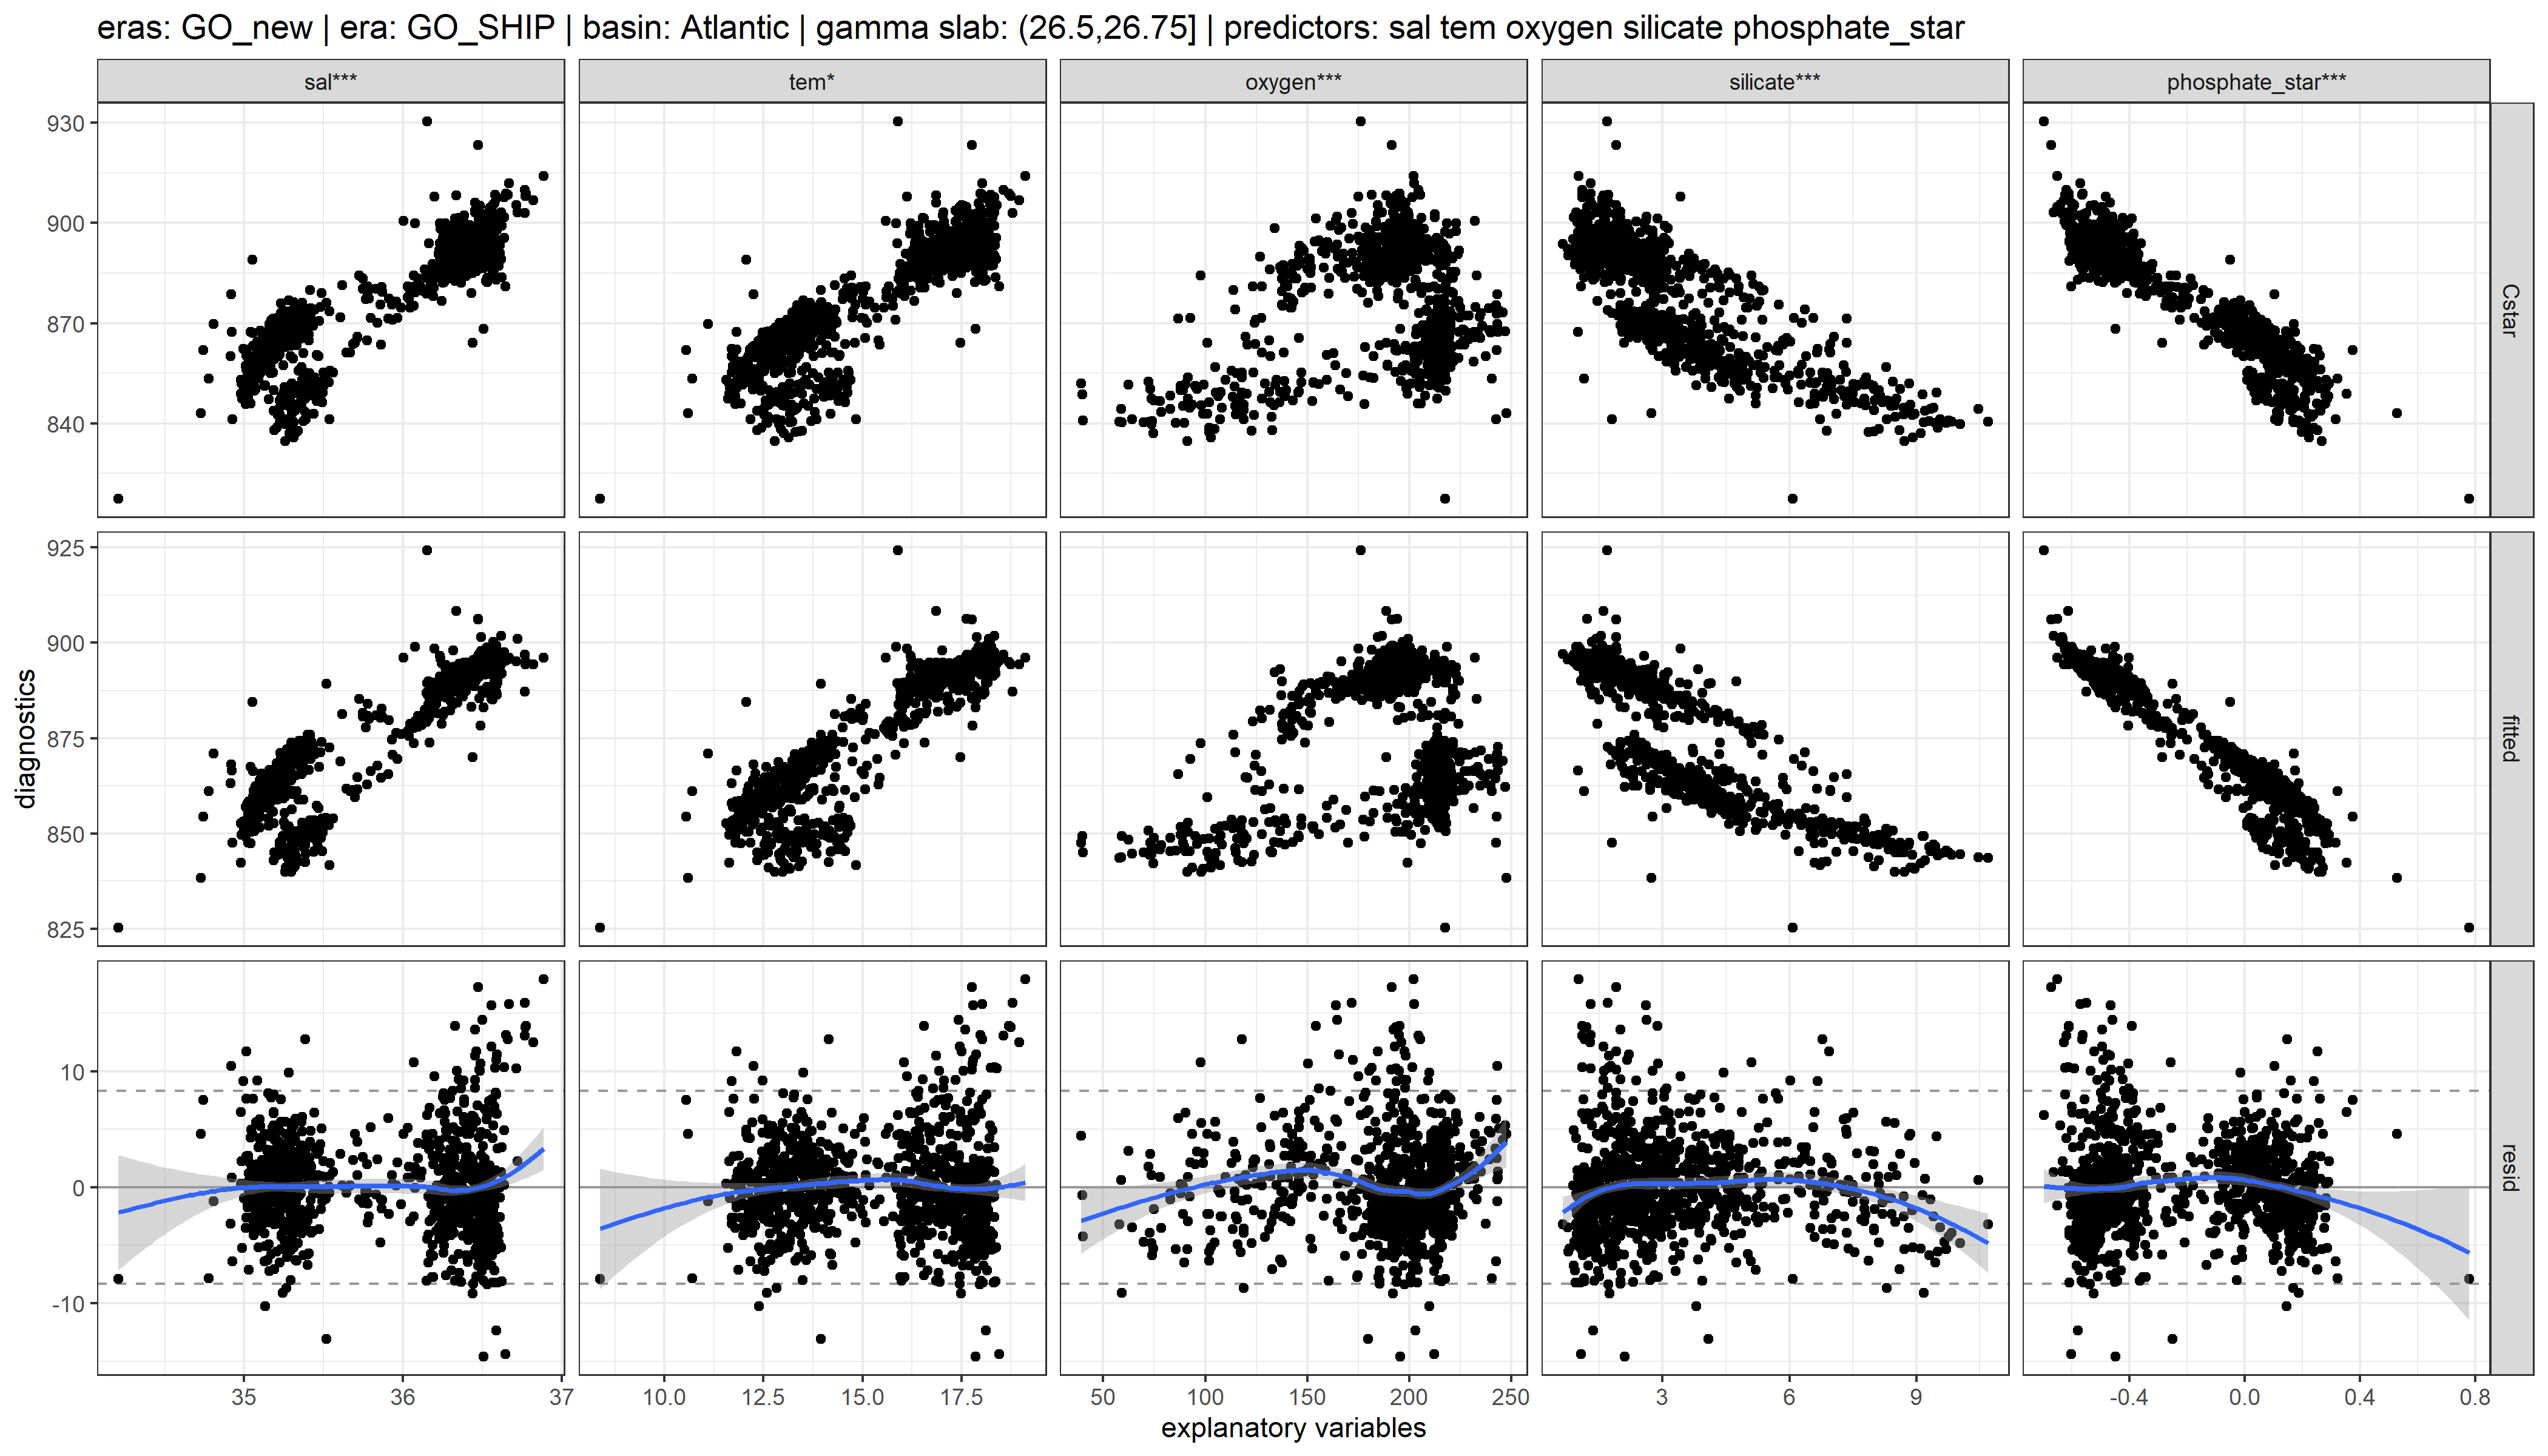 eras: GO_new | era: GO_SHIP | basin: Atlantic | gamma slab: (26.5,26.75] | predictors: sal tem oxygen silicate phosphate_star
sal*** tem* oxygen*** silicate*** phosphate_star***
930
900
870
840
Cstar
925
900
875
850
825
fitted
diagnostics
10
0
-10
resid
35 36 37 10.0 12.5 15.0 17.5 50 100 150 200 250 3 6 9 -0.4 0.0 0.4 0.8
explanatory variables